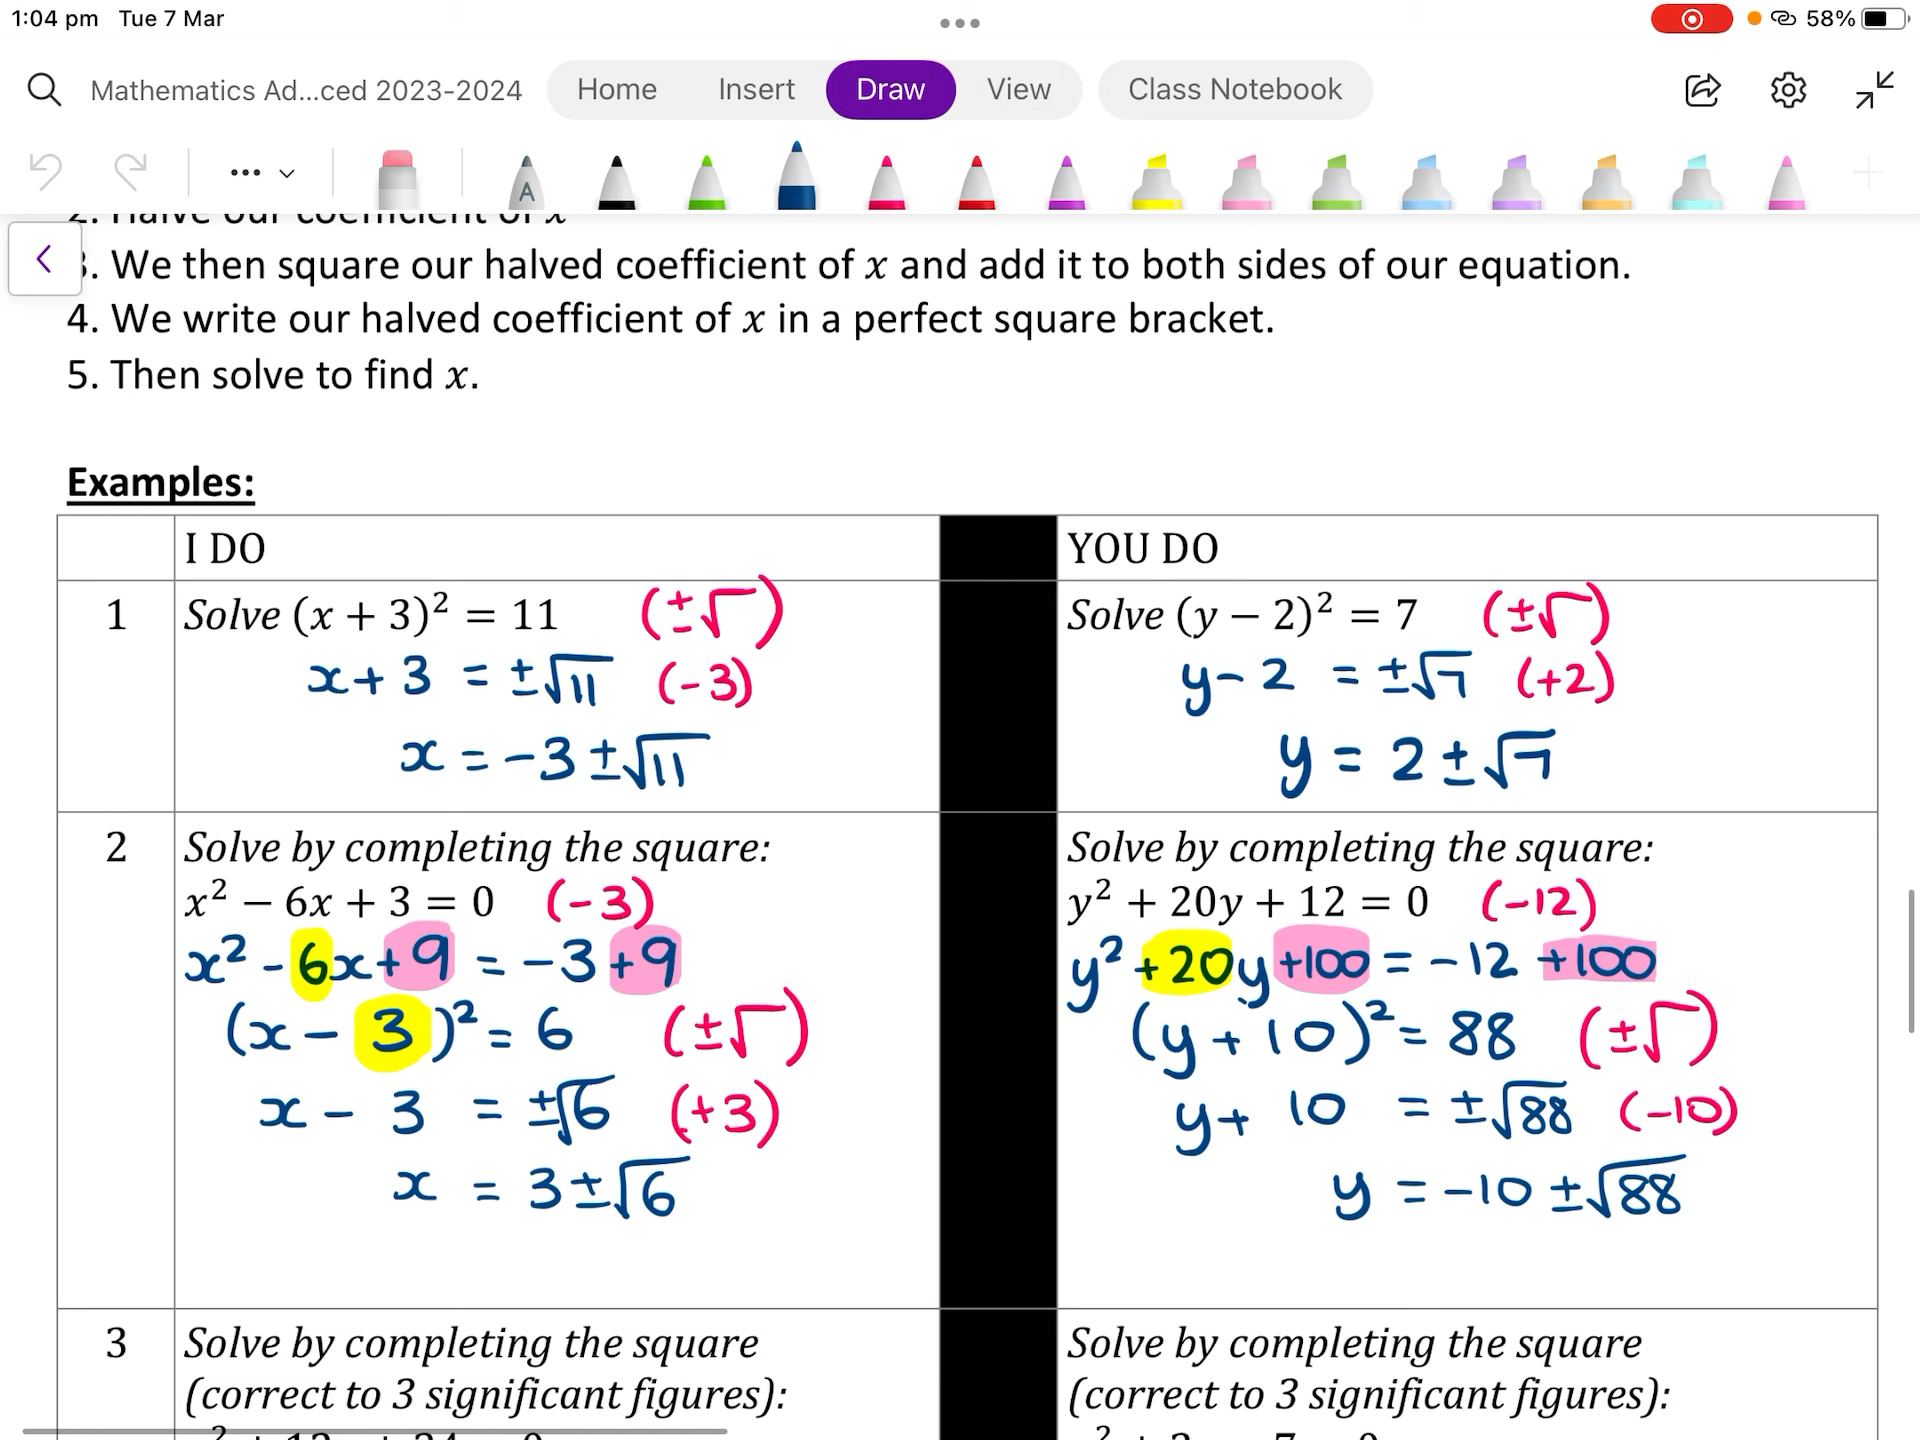 1:04 pm Tue 7 Mar
58%
Mathematics Ad...ced 2023-2024 Home Insert Draw View Class Notebook
A
2. Halve our coefficient of x
3. We then square our halved coefficient of x and add it to both sides of our equation.
4. We write our halved coefficient of x in a perfect square bracket.
5. Then solve to find x.
Examples:
I DO
YOU DO
1
Solve (x + 3)² = 11 (±√)
x + 3 = ±√11 (-3)
x = -3 ± √11
Solve (y − 2)² = 7 (±√)
y - 2 = ±√7 (+2)
y = 2 ± √7
2
Solve by completing the square:
x² − 6x + 3 = 0 (-3)
x² - 6x + 9 = -3 + 9
(x - 3)² = 6 (±√)
x - 3 = ±√6 (+3)
x = 3 ± √6
Solve by completing the square:
y² + 20y + 12 = 0 (-12)
y² + 20y + 100 = -12 + 100
(y + 10)² = 88 (±√)
y + 10 = ±√88 (-10)
y = -10 ± √88
3
Solve by completing the square
(correct to 3 significant figures):
Solve by completing the square
(correct to 3 significant figures):